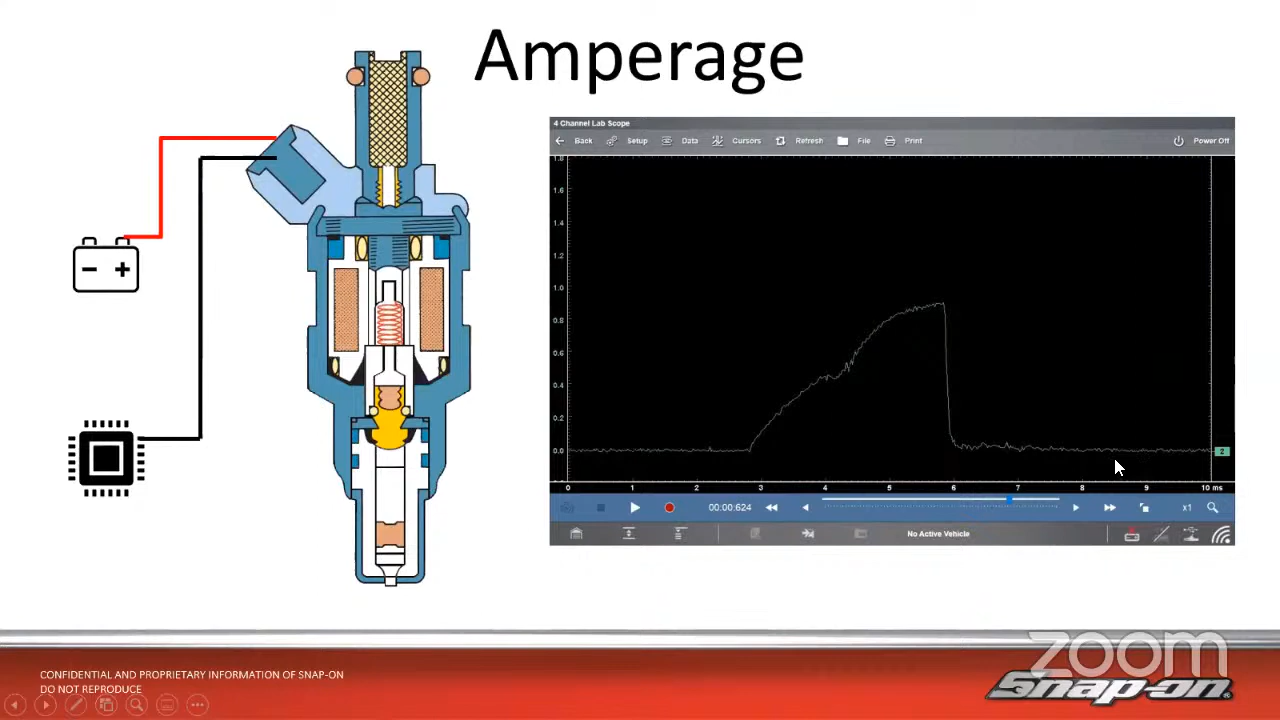 Amperage
4 Channel Lab Scope
Back Setup Data Cursors Refresh File Print Power Off
1.8
1.6
1.4
1.2
1.0
0.8
0.6
0.4
0.2
0.0
2
0 1 2 3 4 5 6 7 8 9 10 ms
00:00:624 x1
No Active Vehicle
zoom
Snap-on
CONFIDENTIAL AND PROPRIETARY INFORMATION OF SNAP-ON
DO NOT REPRODUCE